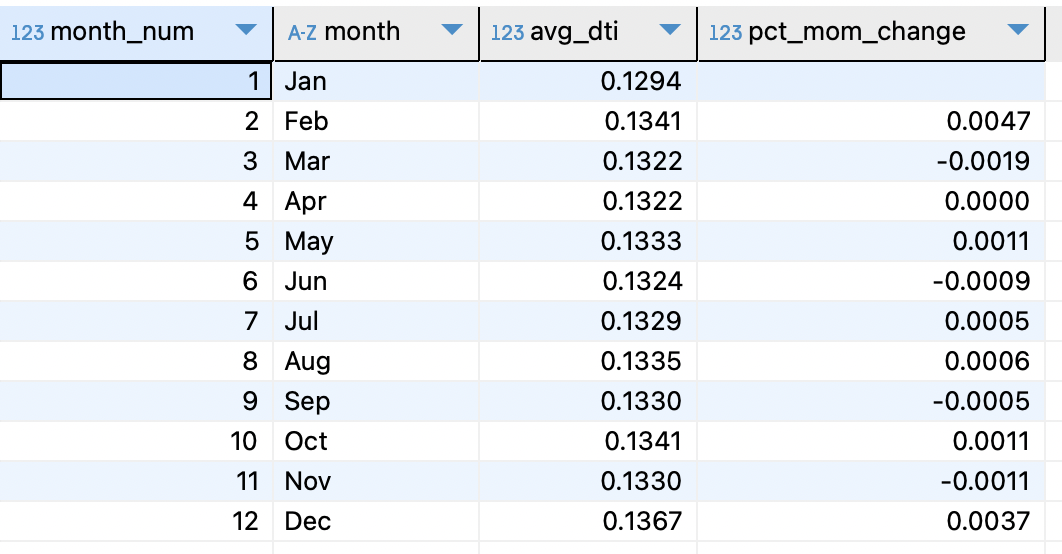 123 month_num A-Z month 123 avg_dti 123 pct_mom_change
1 Jan 0.1294
2 Feb 0.1341 0.0047
3 Mar 0.1322 -0.0019
4 Apr 0.1322 0.0000
5 May 0.1333 0.0011
6 Jun 0.1324 -0.0009
7 Jul 0.1329 0.0005
8 Aug 0.1335 0.0006
9 Sep 0.1330 -0.0005
10 Oct 0.1341 0.0011
11 Nov 0.1330 -0.0011
12 Dec 0.1367 0.0037